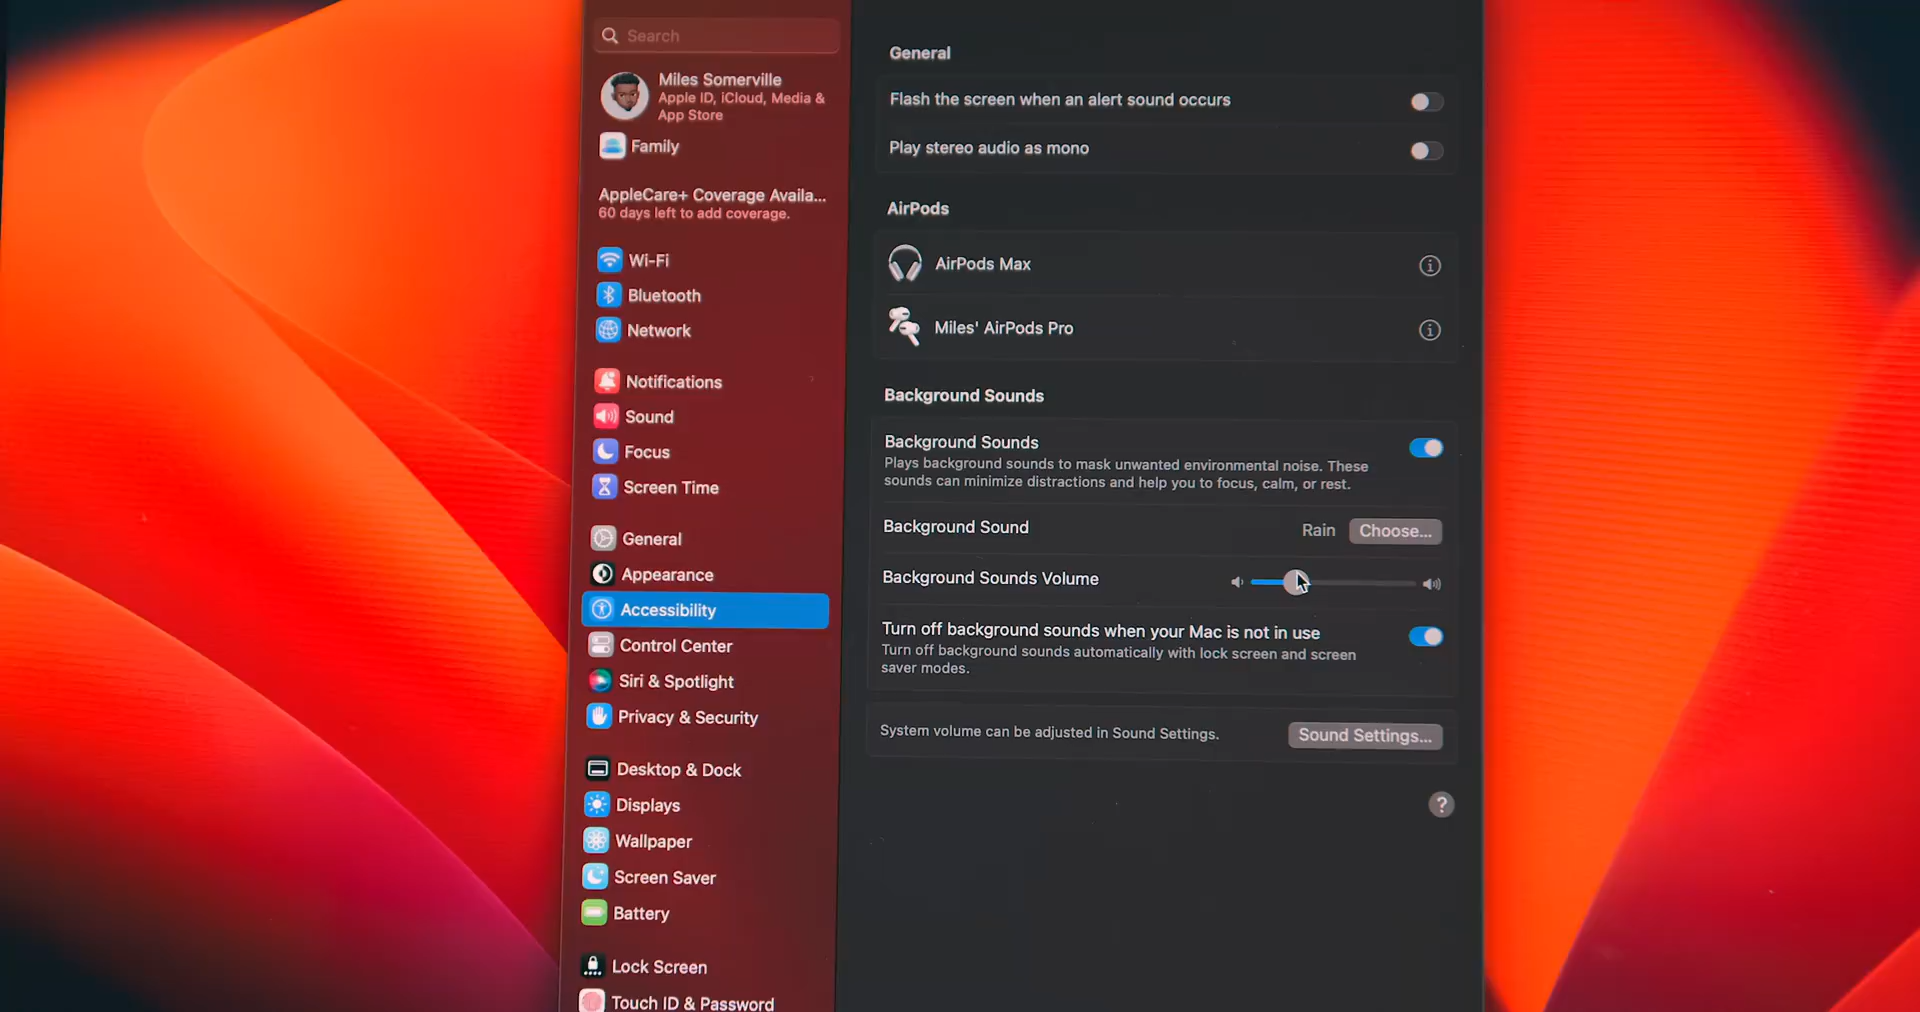 Search
Miles Somerville
Apple ID, iCloud, Media &
App Store
Family
AppleCare+ Coverage Availa...
60 days left to add coverage.
Wi-Fi
Bluetooth
Network
Notifications
Sound
Focus
Screen Time
General
Appearance
Accessibility
Control Center
Siri & Spotlight
Privacy & Security
Desktop & Dock
Displays
Wallpaper
Screen Saver
Battery
Lock Screen
Touch ID & Password
General
Flash the screen when an alert sound occurs
Play stereo audio as mono
AirPods
AirPods Max
Miles' AirPods Pro
Background Sounds
Background Sounds
Plays background sounds to mask unwanted environmental noise. These
sounds can minimize distractions and help you to focus, calm, or rest.
Background Sound Rain Choose...
Background Sounds Volume
Turn off background sounds when your Mac is not in use
Turn off background sounds automatically with lock screen and screen
saver modes.
System volume can be adjusted in Sound Settings. Sound Settings...
?